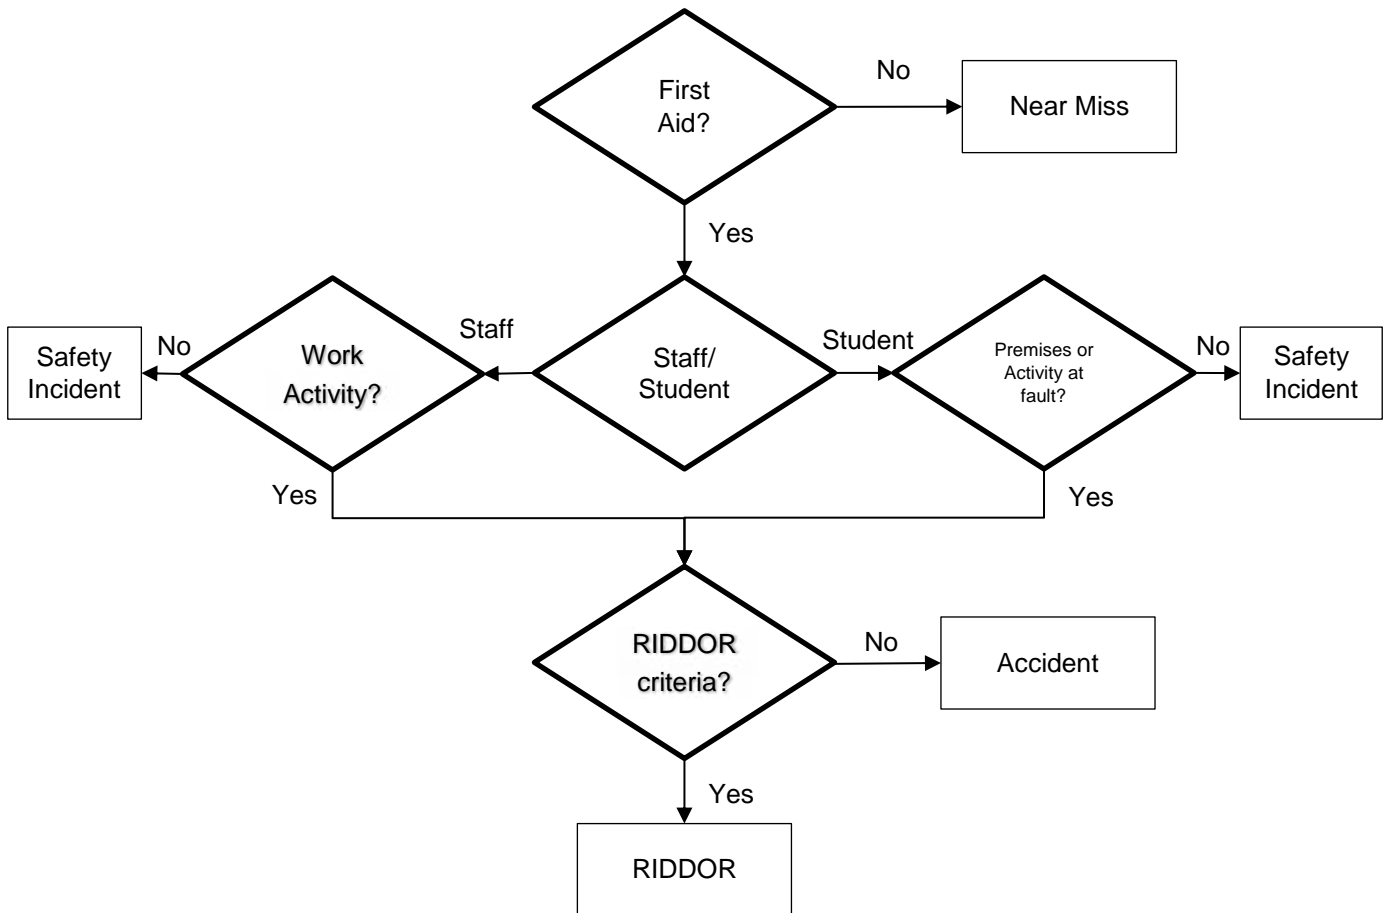 First
Aid?
No
Near Miss
Yes
Safety
Incident
No
Work
Activity?
Staff
Staff/
Student
Student
Premises or
Activity at
fault?
No
Safety
Incident
Yes
Yes
RIDDOR
criteria?
No
Accident
Yes
RIDDOR